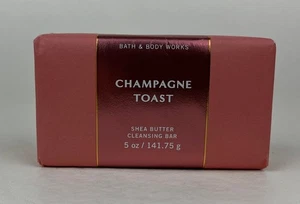 BATH & BODY WORKS
CHAMPAGNE
TOAST
SHEA BUTTER
CLEANSING BAR
5 oz / 141.75 g